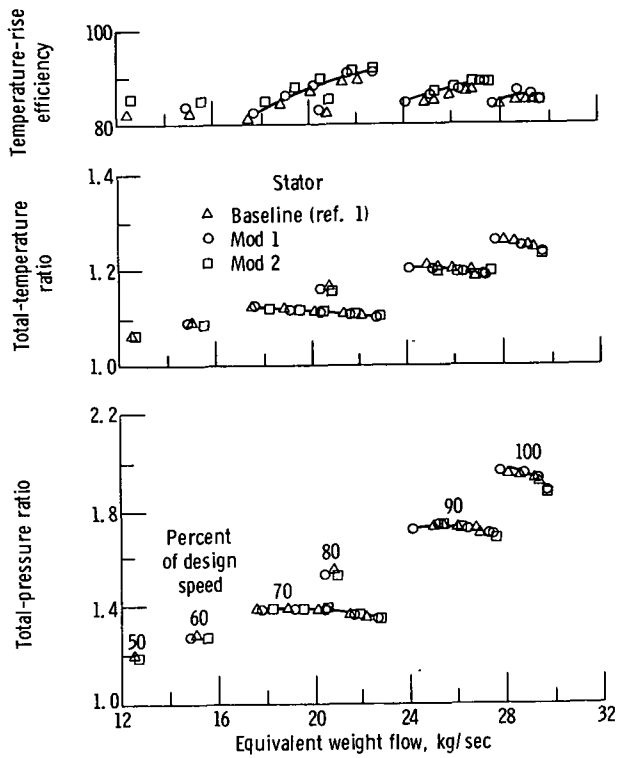 Temperature-rise
efficiency
100
80
Total-temperature
ratio
1.4
1.2
1.0
Stator
Baseline (ref. 1)
Mod 1
Mod 2
Total-pressure ratio
2.2
1.8
1.4
1.0
Percent
of design
speed
50
60
70
80
90
100
12
16
20
24
28
32
Equivalent weight flow, kg/sec